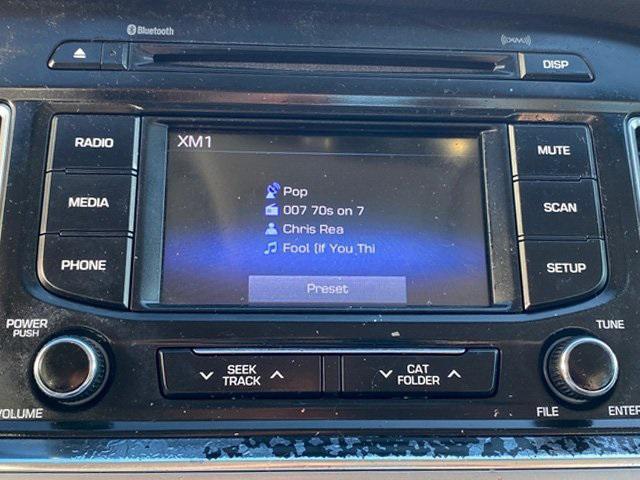 Bluetooth
((XM))
DISP
RADIO
XM1
MUTE
MEDIA
Pop
007 70s on 7
SCAN
Chris Rea
Fool (If You Thi
PHONE
SETUP
Preset
POWER
PUSH
TUNE
SEEK
TRACK
CAT
FOLDER
VOLUME
FILE
ENTER